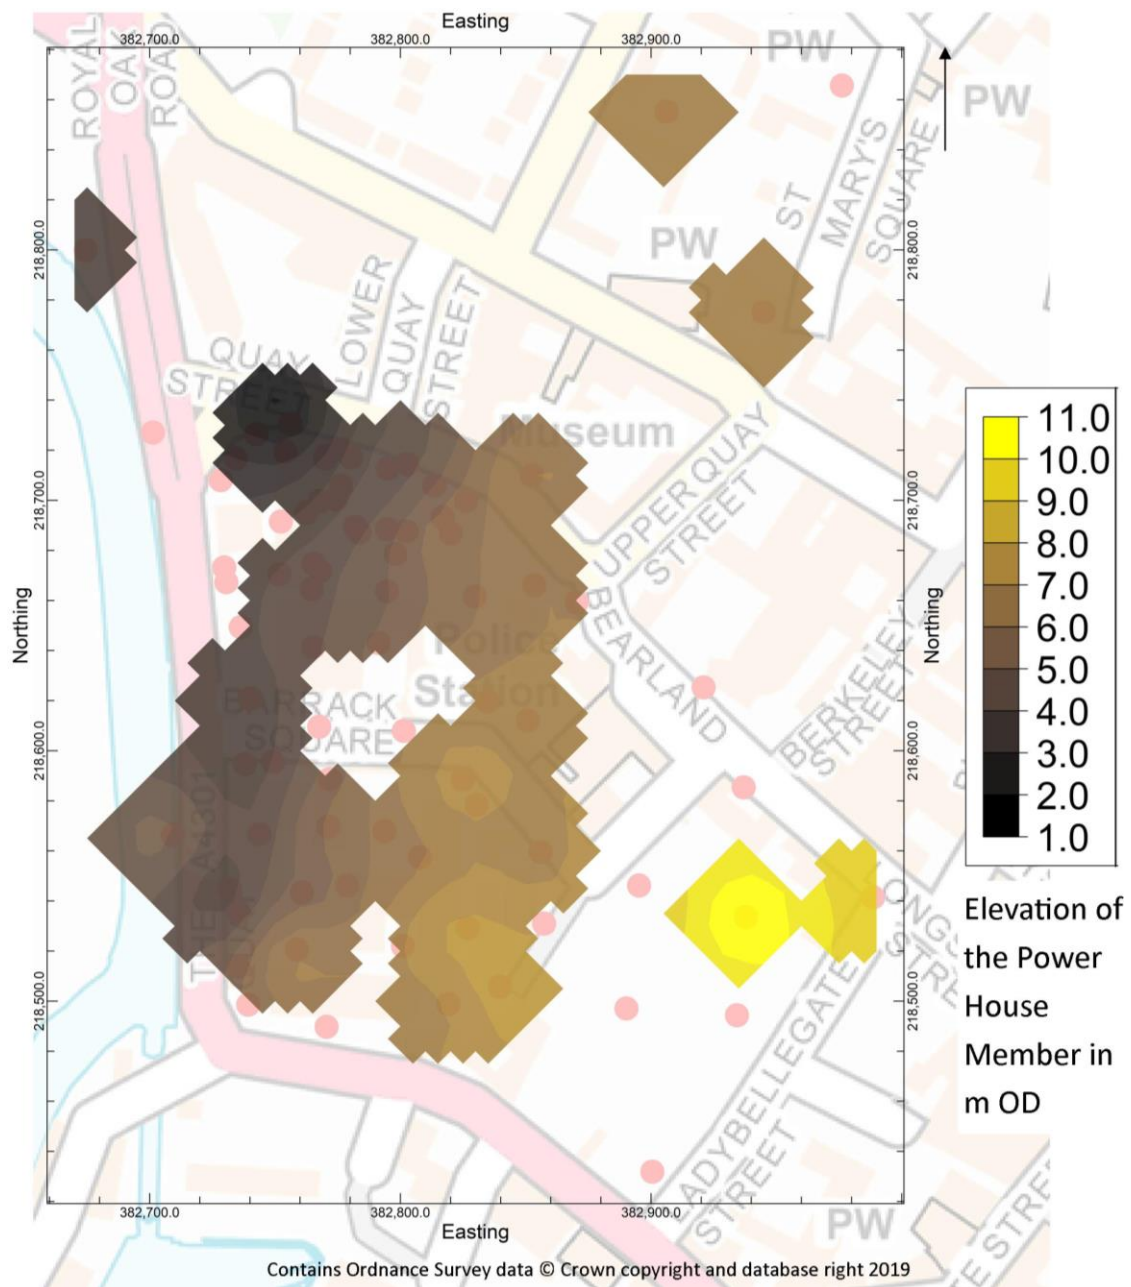 Easting
382,700.0 382,800.0 382,900.0
ROYAL
OAK
ROAD
PW
PW
ST
MARY'S
SQUARE
PW
218,800.0
218,800.0
LOWER
QUAY
STREET
QUAY
STREET
Museum
UPPER QUAY
STREET
218,700.0
218,700.0
Northing
Northing
BEARLAND
Police
Station
BARRACK
SQUARE
BERKELEY
STREET
218,600.0
218,600.0
A4301
LADYBELLEGATE
STREET
218,500.0
218,500.0
PW
11.0
10.0
9.0
8.0
7.0
6.0
5.0
4.0
3.0
2.0
1.0
Elevation of
the Power
House
Member in
m OD
382,700.0 382,800.0 382,900.0
Easting
Contains Ordnance Survey data © Crown copyright and database right 2019